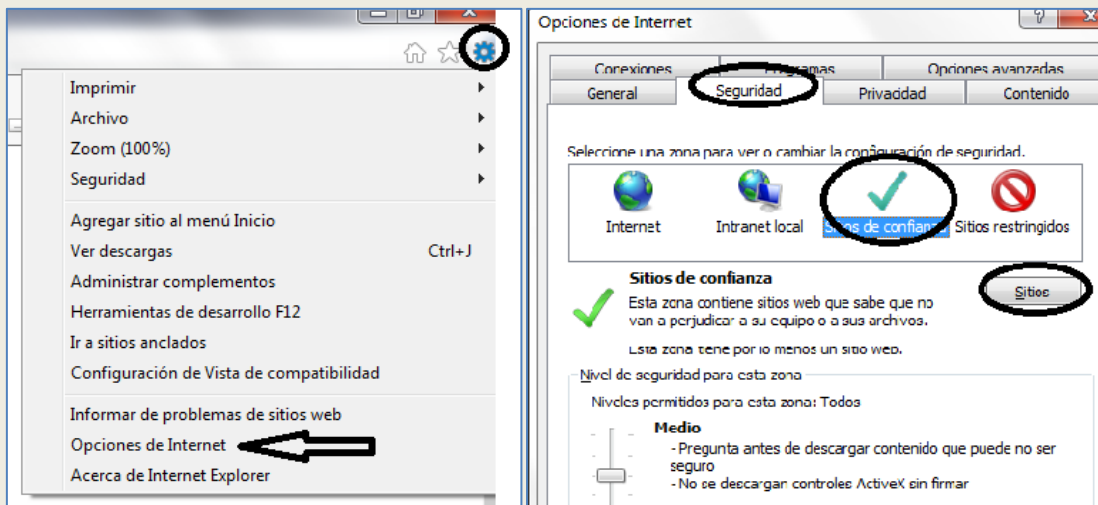 Imprimir
Archivo
Zoom (100%)
Seguridad
Agregar sitio al menú Inicio
Ver descargas Ctrl+J
Administrar complementos
Herramientas de desarrollo F12
Ir a sitios anclados
Configuración de Vista de compatibilidad
Informar de problemas de sitios web
Opciones de Internet
Acerca de Internet Explorer
Opciones de Internet
Conexiones Programas Opciones avanzadas
General Seguridad Privacidad Contenido
Seleccione una zona para ver o cambiar la configuración de seguridad.
Internet Intranet local Sitios de confianza Sitios restringidos
Sitios de confianza
Sitios
Esta zona contiene sitios web que sabe que no
van a perjudicar a su equipo o a sus archivos.
Esta zona tiene por lo menos un sitio web.
Nivel de seguridad para esta zona
Niveles permitidos para esta zona: Todos
Medio
- Pregunta antes de descargar contenido que puede no ser
seguro
- No se descargan controles ActiveX sin firmar